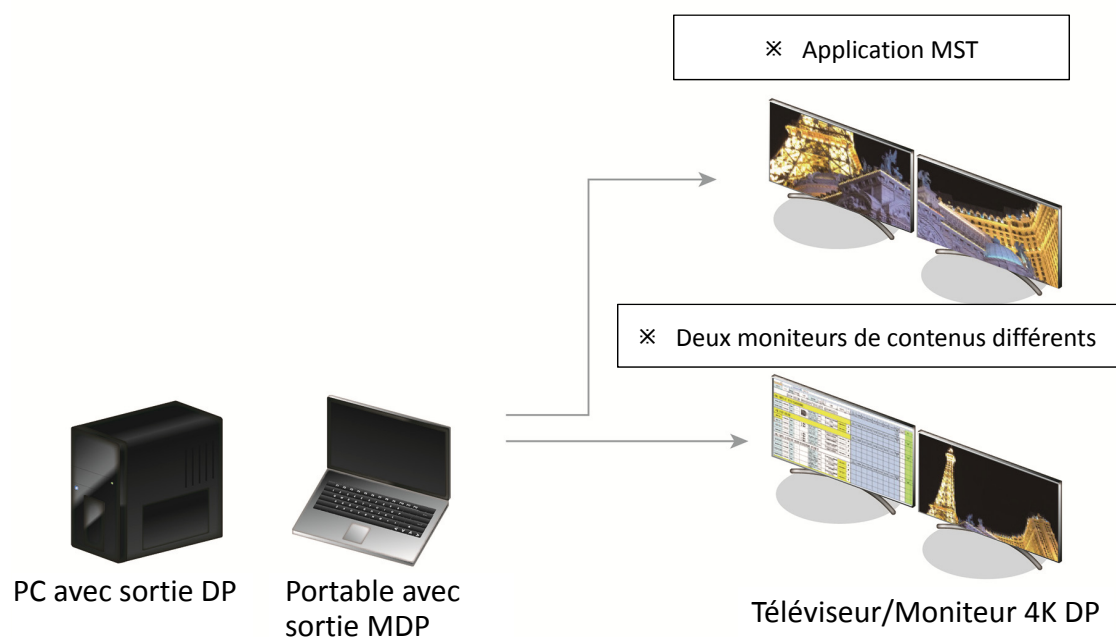 ※ Application MST
※ Deux moniteurs de contenus différents
PC avec sortie DP
Portable avec
sortie MDP
Téléviseur/Moniteur 4K DP